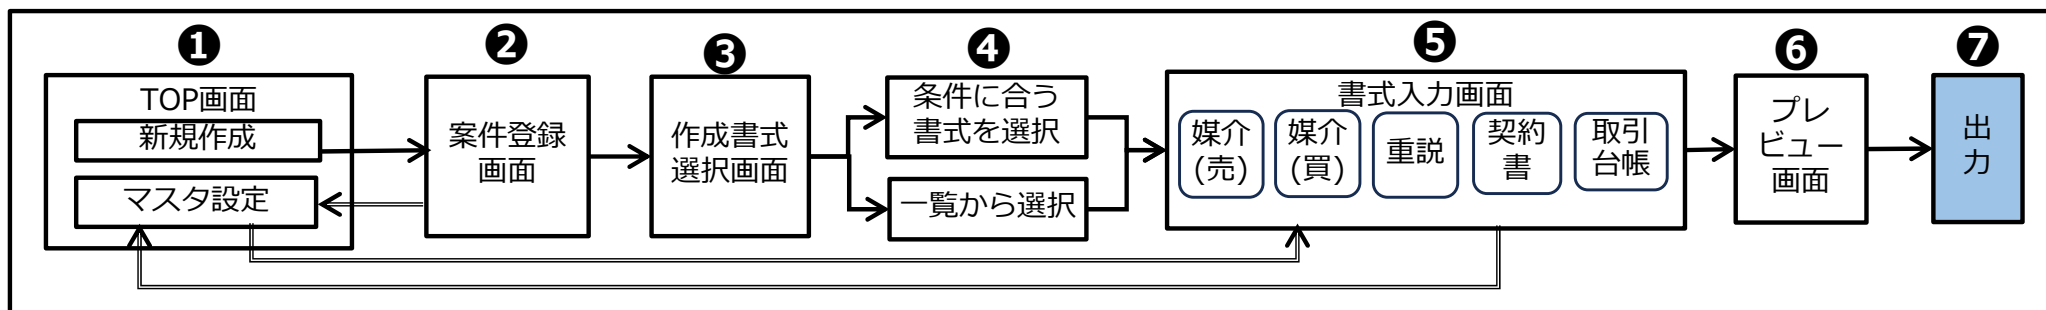 ❶
TOP画面
新規作成
マスタ設定
❷
案件登録
画面
❸
作成書式
選択画面
❹
条件に合う
書式を選択
一覧から選択
❺
書式入力画面
媒介
(売)
媒介
(買)
重説
契約
書
取引
台帳
❻
プレ
ビュー
画面
❼
出
力